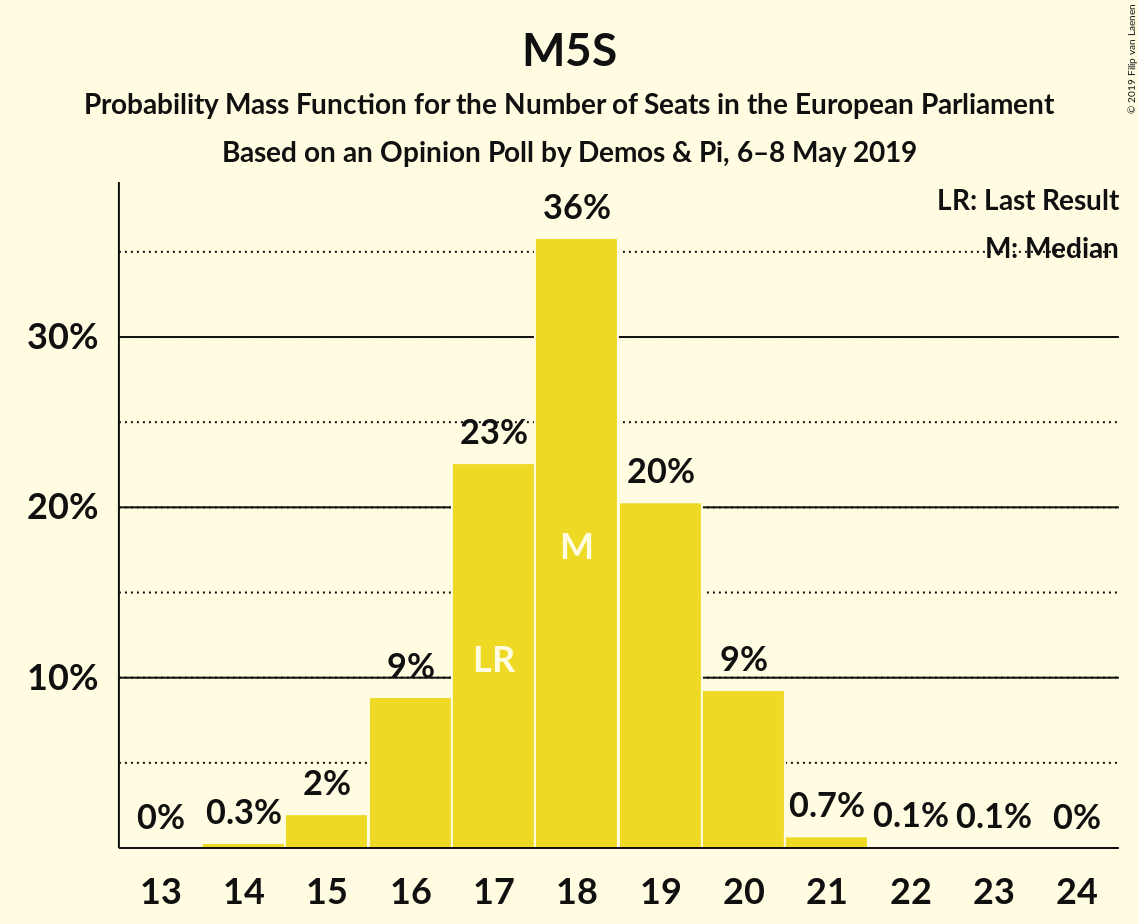 M5S
Probability Mass Function for the Number of Seats in the European Parliament
Based on an Opinion Poll by Demos & Pi, 6–8 May 2019
© 2019 Filip van Laenen
LR: Last Result
M: Median
36%
30%
23%
20%
20%
M
LR
10%
9%
9%
2%
0%
0.3%
0.7%
0.1%
0.1%
0%
13 14 15 16 17 18 19 20 21 22 23 24